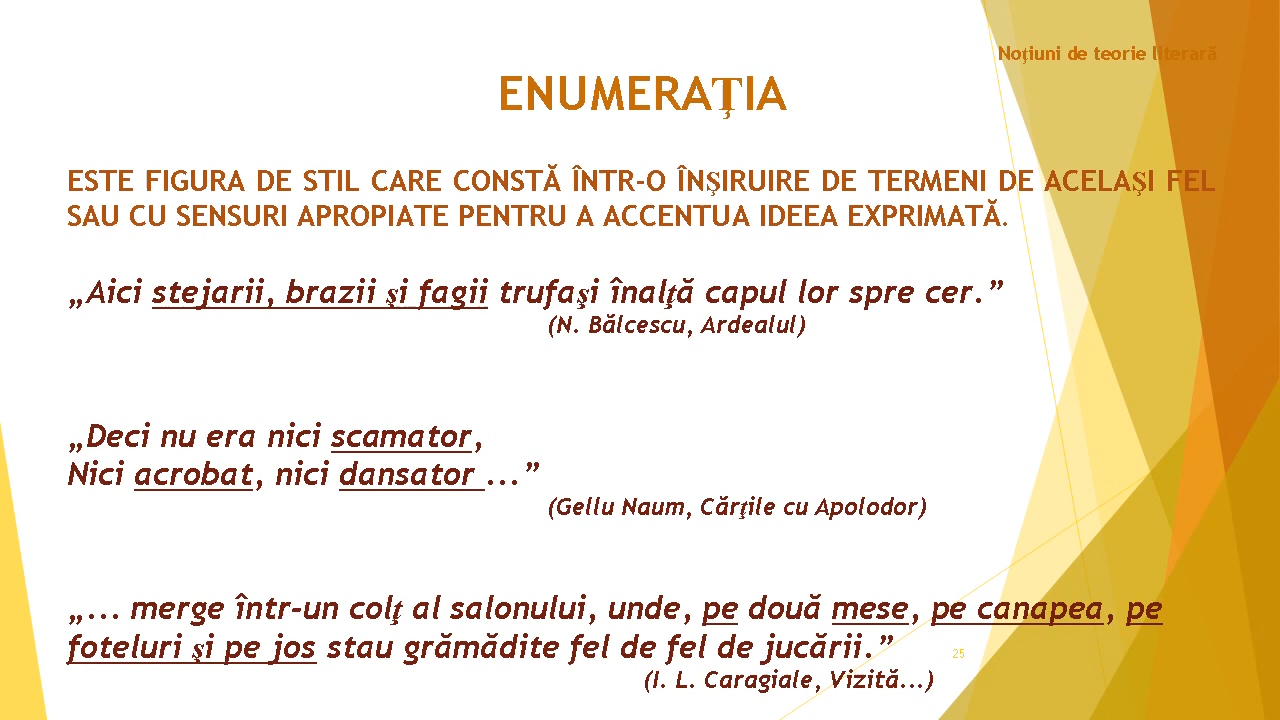 Noţiuni de teorie literară
ENUMERAŢIA
ESTE FIGURA DE STIL CARE CONSTĂ ÎNTR-O ÎNŞIRUIRE DE TERMENI DE ACELAŞI FEL
SAU CU SENSURI APROPIATE PENTRU A ACCENTUA IDEEA EXPRIMATĂ.
„Aici stejarii, brazii şi fagii trufaşi înalţă capul lor spre cer.”
(N. Bălcescu, Ardealul)
„Deci nu era nici scamator,
Nici acrobat, nici dansator ...”
(Gellu Naum, Cărţile cu Apolodor)
„... merge într-un colţ al salonului, unde, pe două mese, pe canapea, pe
foteluri şi pe jos stau grămădite fel de fel de jucării.”
25
(I. L. Caragiale, Vizită...)